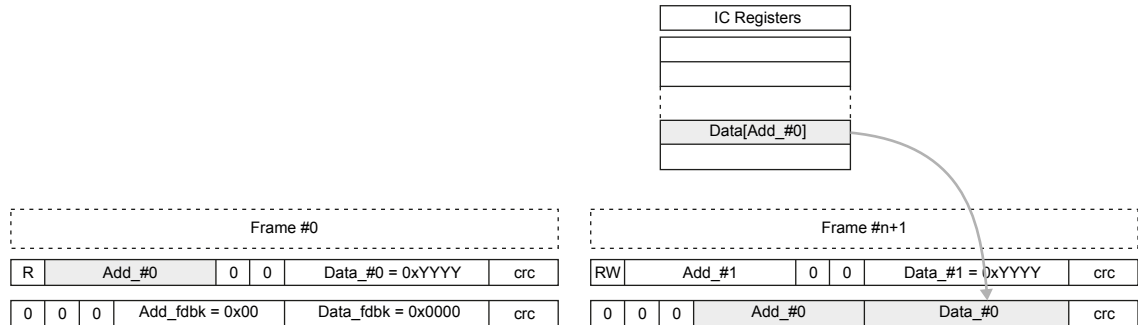 IC Registers
Data[Add_#0]
Frame #0
Frame #n+1
R Add_#0 0 0 Data_#0 = 0xYYYY crc
RW Add_#1 0 0 Data_#1 = 0xYYYY crc
0 0 0 Add_fdbk = 0x00 Data_fdbk = 0x0000 crc
0 0 0 Add_#0 Data_#0 crc